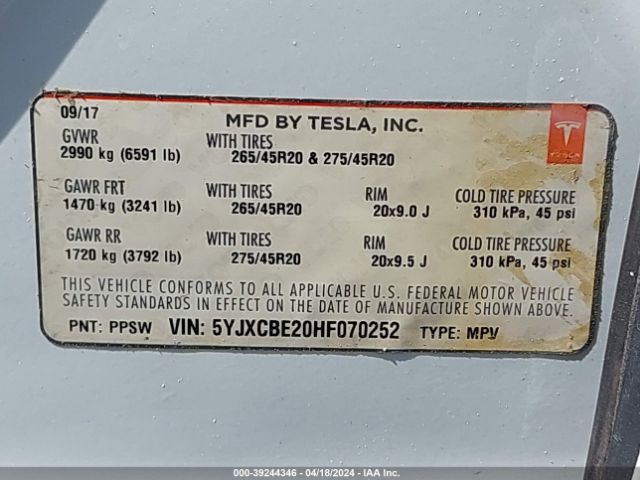 09/17
MFD BY TESLA, INC.
TESLA
GVWR WITH TIRES
2990 kg (6591 lb) 265/45R20 & 275/45R20
GAWR FRT WITH TIRES RIM COLD TIRE PRESSURE
1470 kg (3241 lb) 265/45R20 20x9.0 J 310 kPa, 45 psi
GAWR RR WITH TIRES RIM COLD TIRE PRESSURE
1720 kg (3792 lb) 275/45R20 20x9.5 J 310 kPa, 45 psi
THIS VEHICLE CONFORMS TO ALL APPLICABLE U.S. FEDERAL MOTOR VEHICLE
SAFETY STANDARDS IN EFFECT ON THE DATE OF MANUFACTURE SHOWN ABOVE.
PNT: PPSW VIN: 5YJXCBE20HF070252 TYPE: MPV
000-39244346 | 04/18/2024 - IAA Inc.